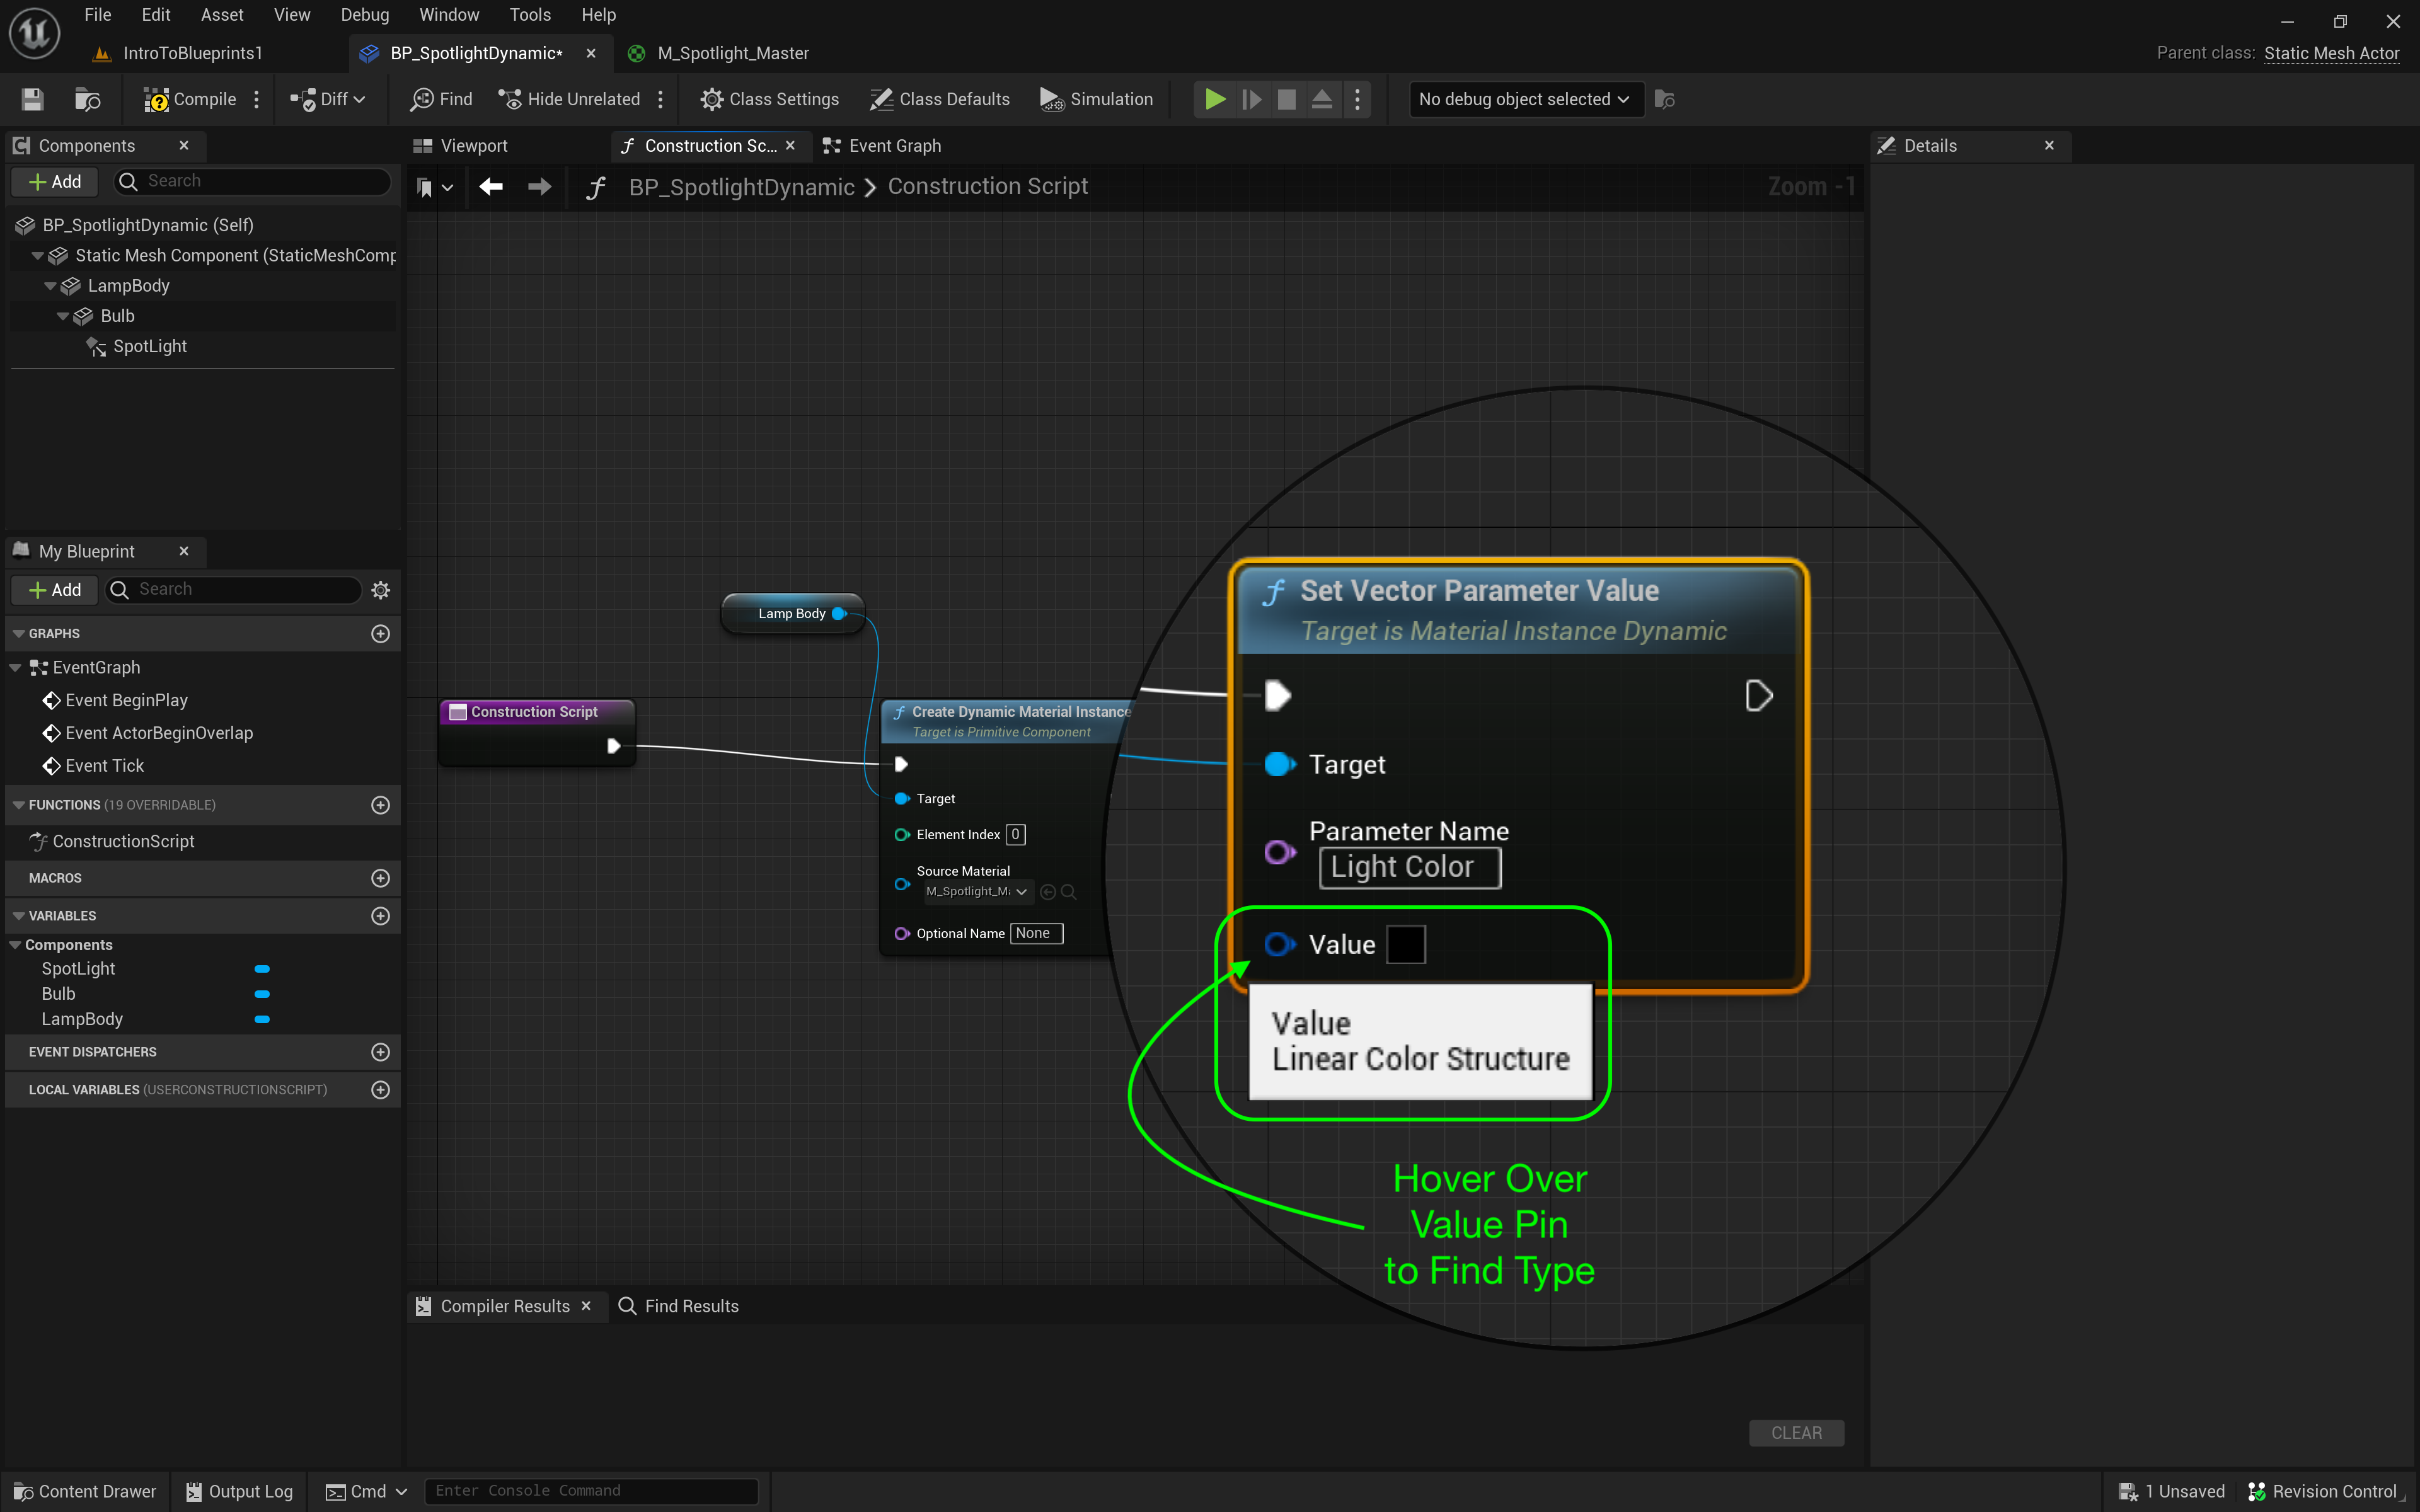 File Edit Asset View Debug Window Tools Help
IntroToBlueprints1
BP_SpotlightDynamic*
M_Spotlight_Master
Parent class: Static Mesh Actor
Compile
Diff
Find
Hide Unrelated
Class Settings
Class Defaults
Simulation
No debug object selected
Components
Add
Search
BP_SpotlightDynamic (Self)
Static Mesh Component (StaticMeshComp
LampBody
Bulb
SpotLight
My Blueprint
Add
Search
GRAPHS
EventGraph
Event BeginPlay
Event ActorBeginOverlap
Event Tick
FUNCTIONS (19 OVERRIDABLE)
ConstructionScript
MACROS
VARIABLES
Components
SpotLight
Bulb
LampBody
EVENT DISPATCHERS
LOCAL VARIABLES (USERCONSTRUCTIONSCRIPT)
Viewport
Construction Sc...
Event Graph
BP_SpotlightDynamic > Construction Script
Zoom -1
Lamp Body
Construction Script
Create Dynamic Material Instance
Target is Primitive Component
Target
Element Index 0
Source Material
M_Spotlight_Ma
Optional Name None
Set Vector Parameter Value
Target is Material Instance Dynamic
Target
Parameter Name
Light Color
Value
Value
Linear Color Structure
Hover Over
Value Pin
to Find Type
Details
Compiler Results
Find Results
CLEAR
Content Drawer
Output Log
Cmd
Enter Console Command
1 Unsaved
Revision Control